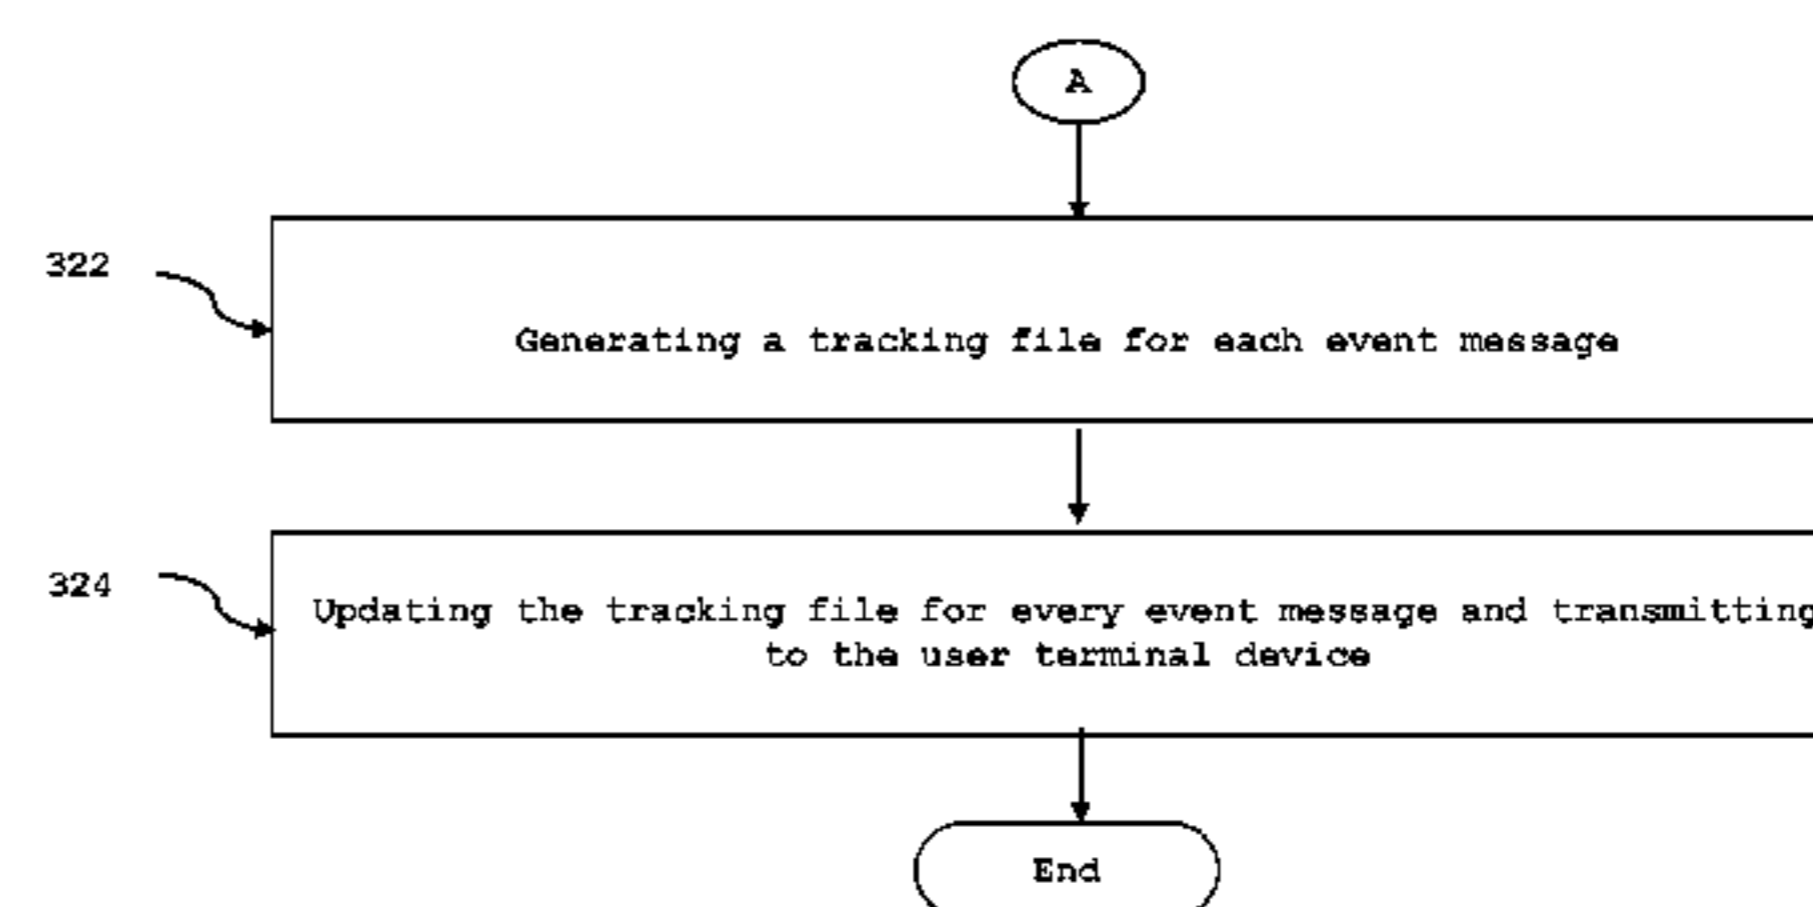 A
322
Generating a tracking file for each event message
324
Updating the tracking file for every event message and transmitting
to the user terminal device
End